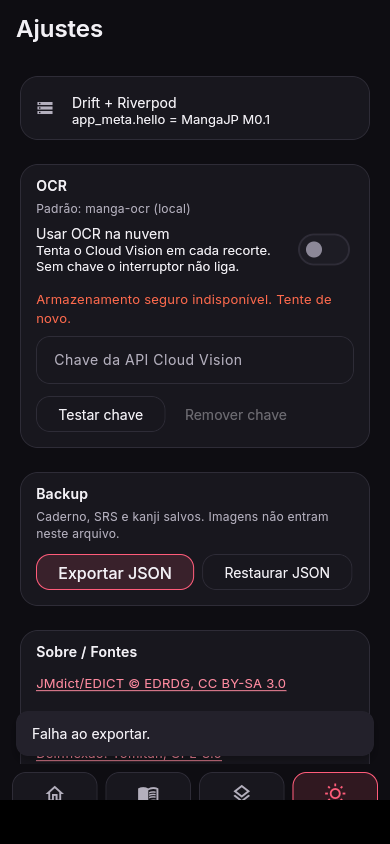 Ajustes
Drift + Riverpod
app_meta.hello = MangaJP M0.1
OCR
Padrão: manga-ocr (local)
Usar OCR na nuvem
Tenta o Cloud Vision em cada recorte.
Sem chave o interruptor não liga.
Armazenamento seguro indisponível. Tente de
novo.
Chave da API Cloud Vision
Testar chave
Remover chave
Backup
Caderno, SRS e kanji salvos. Imagens não entram
neste arquivo.
Exportar JSON
Restaurar JSON
Sobre / Fontes
JMdict/EDICT © EDRDG, CC BY-SA 3.0
Falha ao exportar.